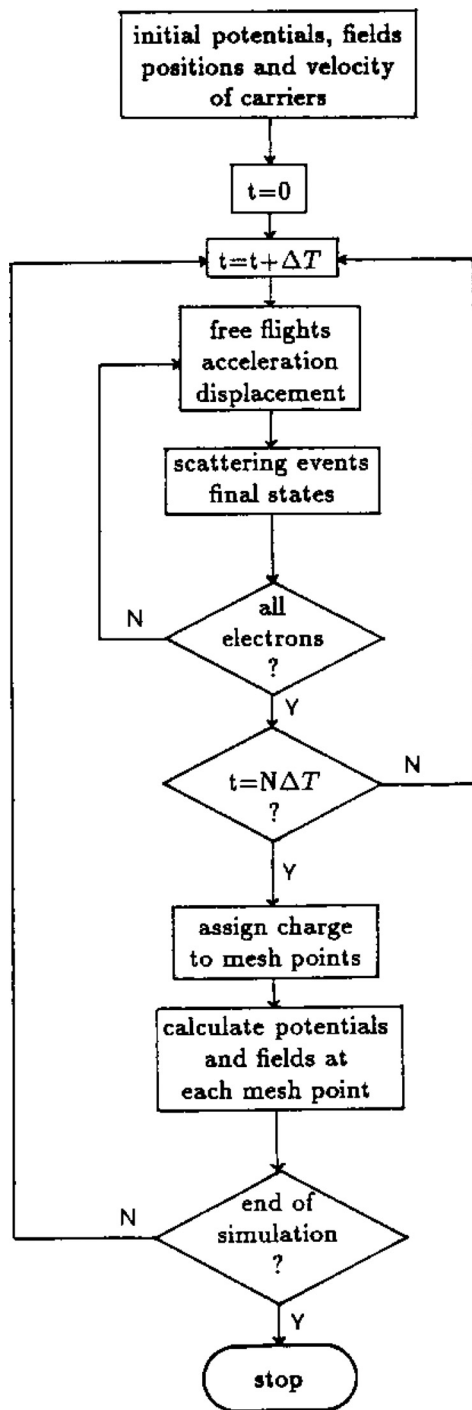 initial potentials, fields
positions and velocity
of carriers
t=0
t=t+ΔT
free flights
acceleration
displacement
scattering events
final states
all
electrons
?
N
Y
t=NΔT
?
N
Y
assign charge
to mesh points
calculate potentials
and fields at
each mesh point
end of
simulation
?
N
Y
stop